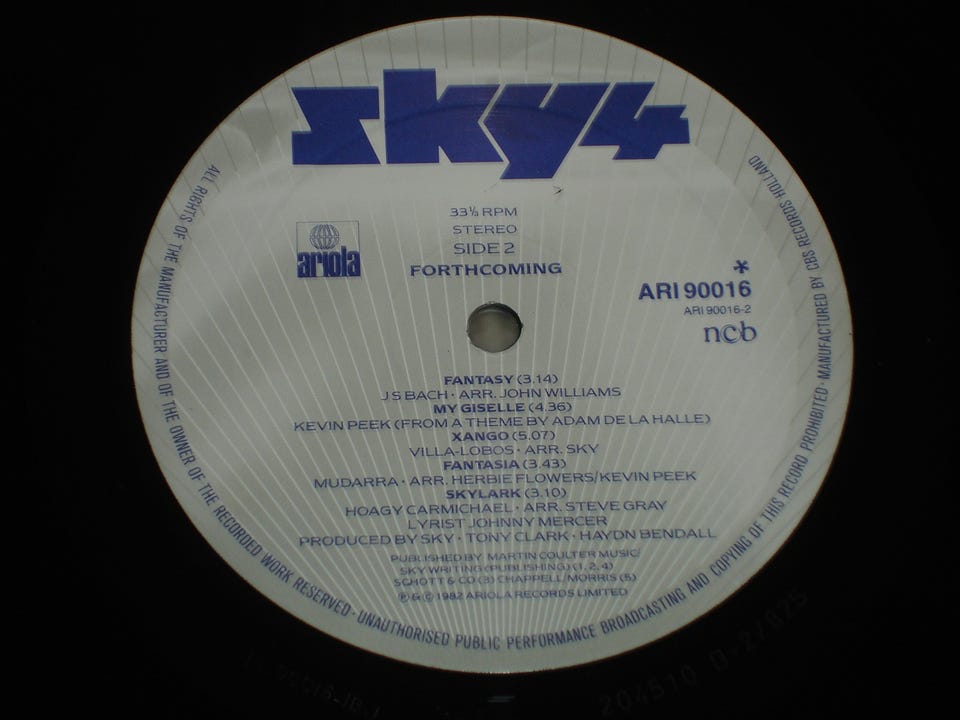 sky4
33⅓ RPM
STEREO
SIDE 2
FORTHCOMING
ariola
*
ARI 90016
ARI 90016-2
ncb
FANTASY (3.14)
J S BACH · ARR. JOHN WILLIAMS
MY GISELLE (4.36)
KEVIN PEEK (FROM A THEME BY ADAM DE LA HALLE)
XANGO (5.07)
VILLA-LOBOS · ARR. SKY
FANTASIA (3.43)
MUDARRA · ARR. HERBIE FLOWERS/KEVIN PEEK
SKYLARK (3.10)
HOAGY CARMICHAEL · ARR. STEVE GRAY
LYRIST JOHNNY MERCER
PRODUCED BY SKY · TONY CLARK · HAYDN BENDALL
PUBLISHED BY MARTIN COULTER MUSIC/
SKY WRITING (PUBLISHING) (1, 2, 4)
SCHOTT & CO (3) CHAPPELL/MORRIS (5)
℗ & © 1982 ARIOLA RECORDS LIMITED
ALL RIGHTS OF THE MANUFACTURER AND OF THE OWNER OF THE RECORDED WORK RESERVED · UNAUTHORISED PUBLIC PERFORMANCE BROADCASTING AND COPYING OF THIS RECORD PROHIBITED · MANUFACTURED BY CBS RECORDS HOLLAND